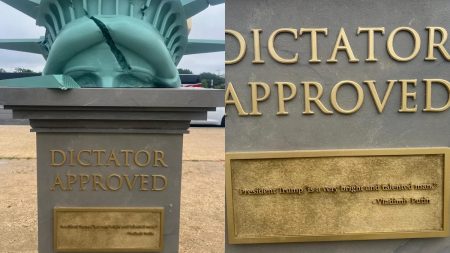 DICTATOR
APPROVED
DICTATOR
APPROVED
"President Trump "is a very bright and talented man."
-Vladimir Putin